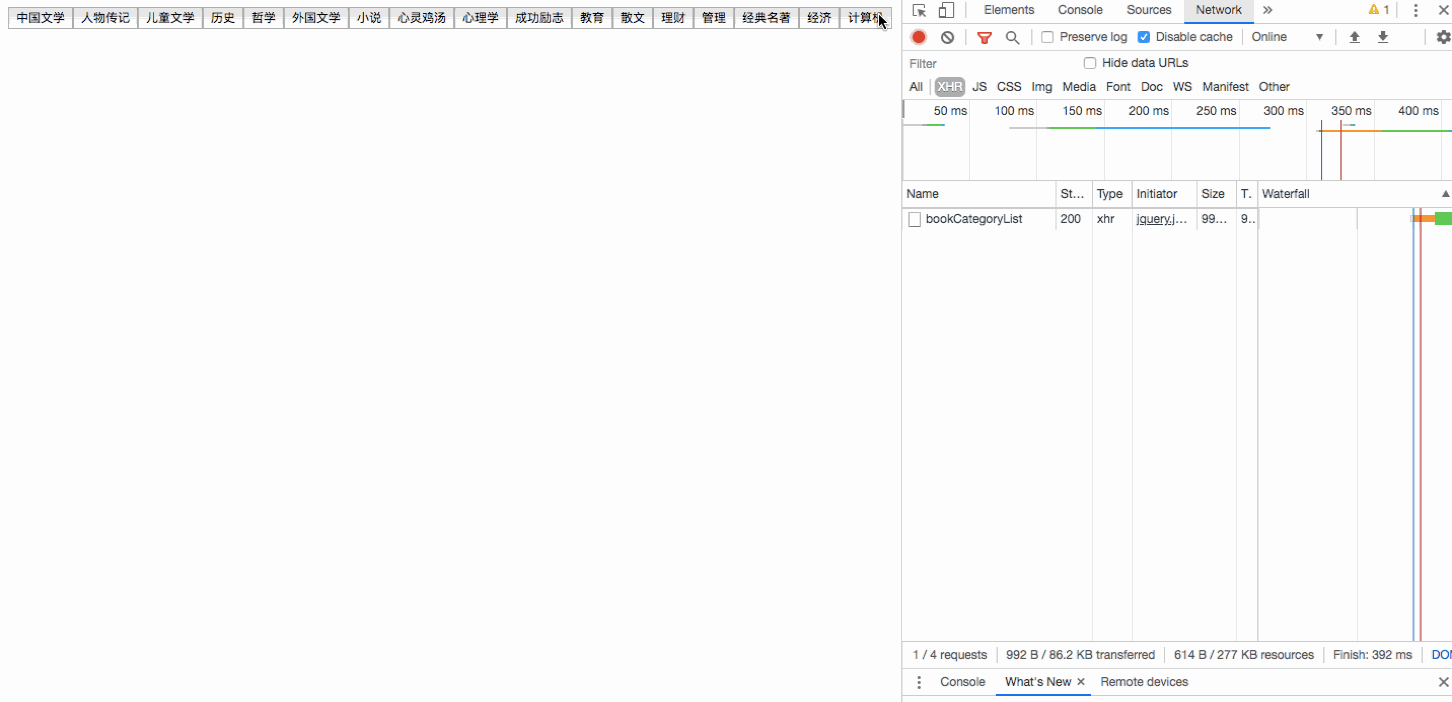 中国文学 人物传记 儿童文学 历史 哲学 外国文学 小说 心灵鸡汤 心理学 成功励志 教育 散文 理财 管理 经典名著 经济 计算
Elements Console Sources Network » 1
Preserve log Disable cache Online
Filter Hide data URLs
All XHR JS CSS Img Media Font Doc WS Manifest Other
50 ms 100 ms 150 ms 200 ms 250 ms 300 ms 350 ms 400 ms
Name St... Type Initiator Size T. Waterfall
bookCategoryList 200 xhr jquery.j... 99... 9..
1 / 4 requests 992 B / 86.2 KB transferred 614 B / 277 KB resources Finish: 392 ms
Console What's New × Remote devices